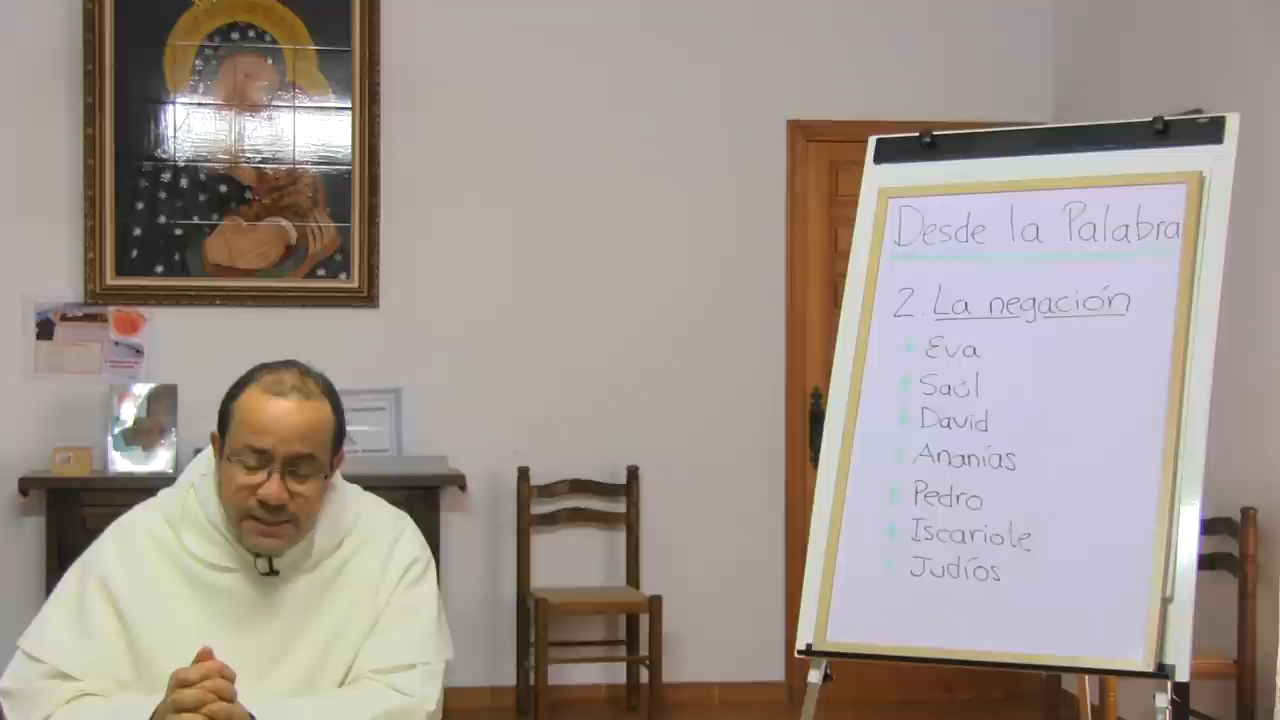 Desde la Palabra
2. La negación
Eva
Saúl
David
Ananías
Pedro
Iscariote
Judíos